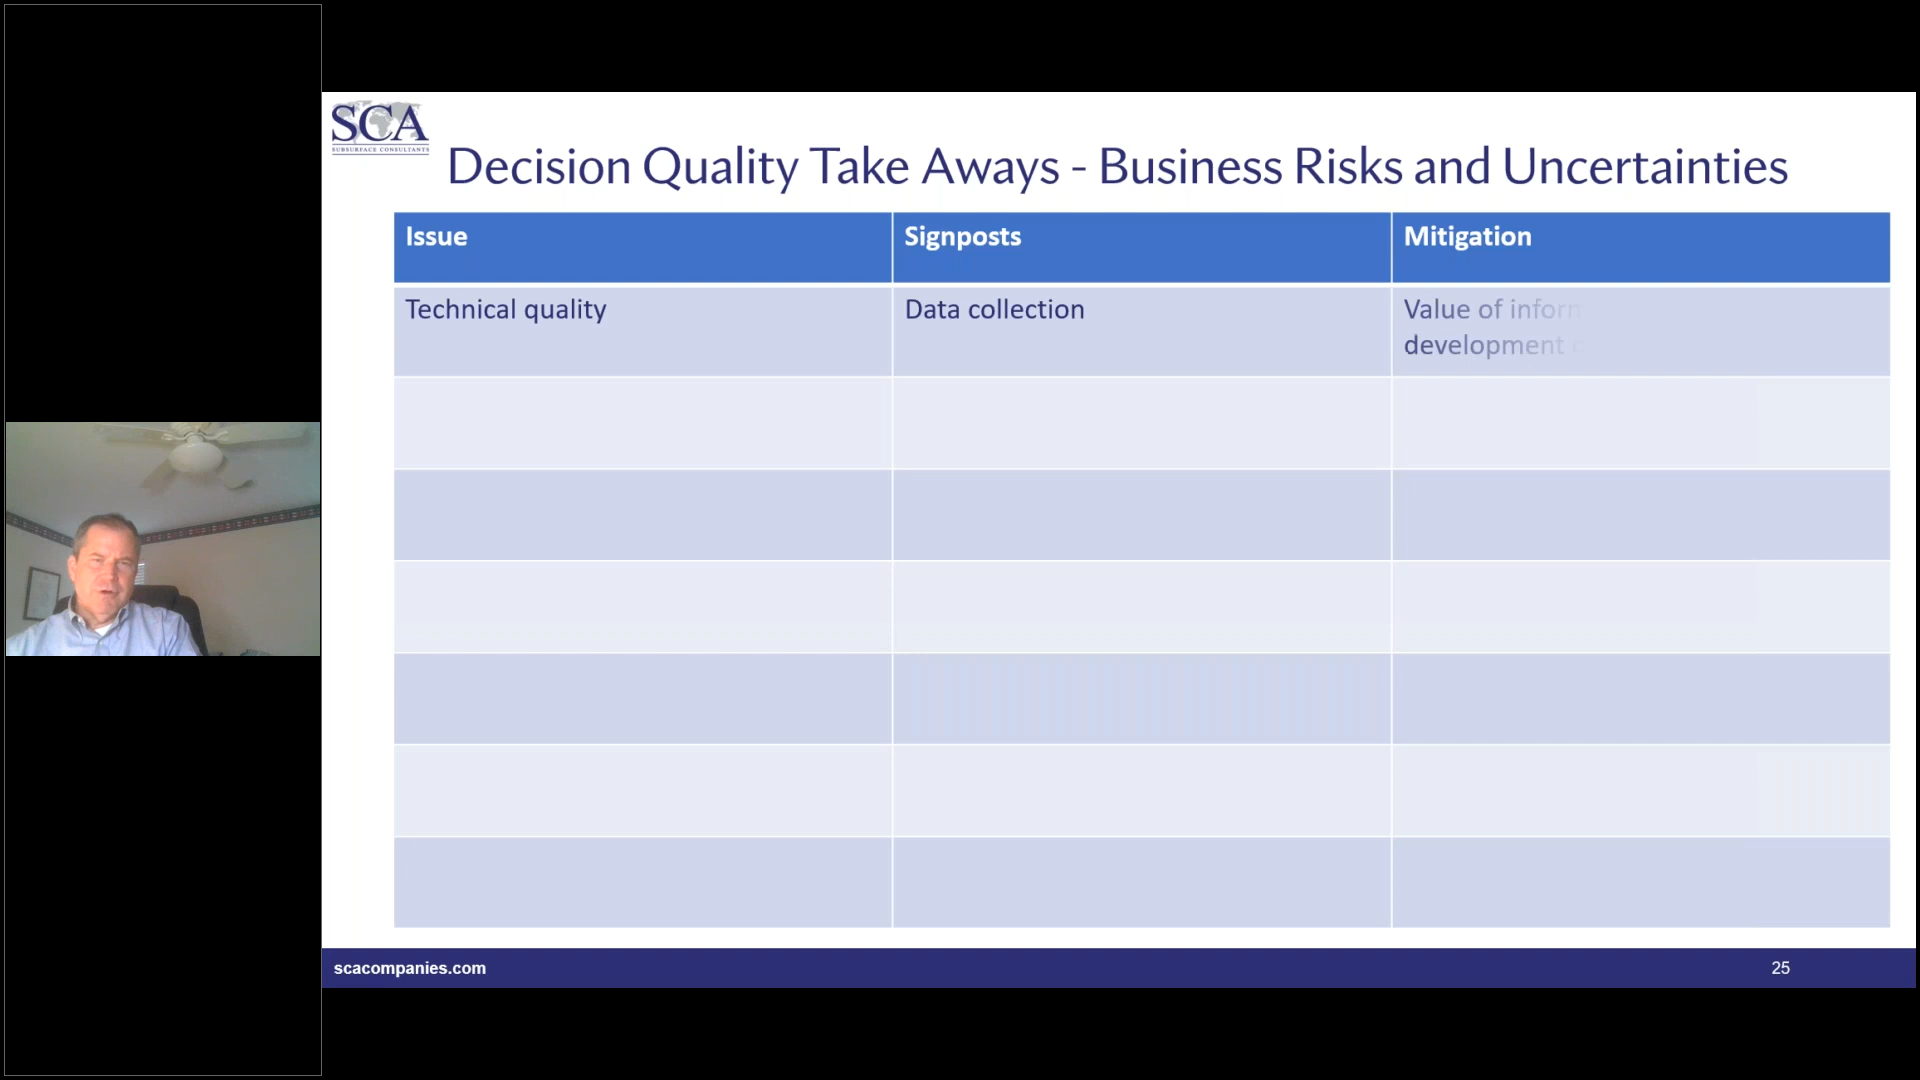 SCA
SUBSURFACE CONSULTANTS
Decision Quality Take Aways - Business Risks and Uncertainties
Issue
Signposts
Mitigation
Technical quality
Data collection
Value of
development
scacompanies.com
25